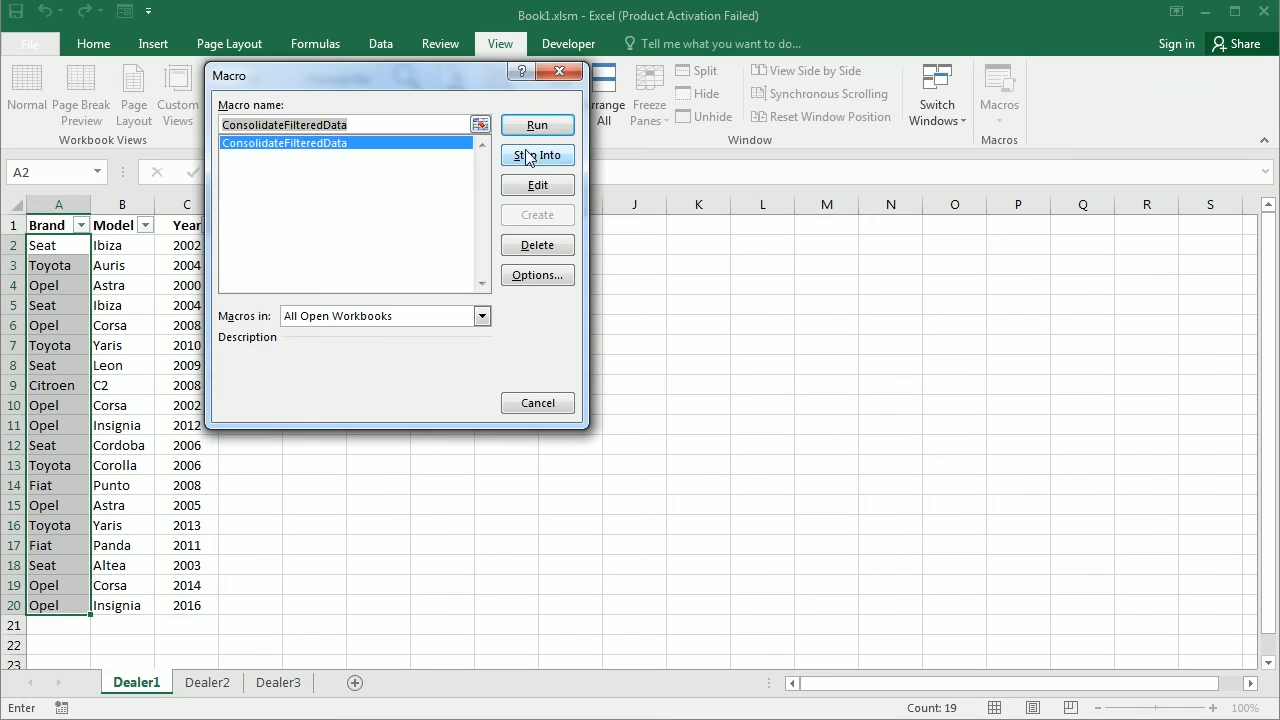 Book1.xlsm - Excel (Product Activation Failed)
File Home Insert Page Layout Formulas Data Review View Developer Tell me what you want to do... Sign in Share
Normal Page Break Preview Page Layout Custom Views
Workbook Views
All Freeze Panes
Split
Hide
Unhide
View Side by Side
Synchronous Scrolling
Reset Window Position
Switch Windows
Window
Macros
Macros
Macro
Macro name:
ConsolidateFilteredData
ConsolidateFilteredData
Run
Into
Edit
Create
Delete
Options...
Macros in: All Open Workbooks
Description
Cancel
A2
A B C J K L M N O P Q R S
1 Brand Model Year
2 Seat Ibiza 2002
3 Toyota Auris 2004
4 Opel Astra 2000
5 Seat Ibiza 2004
6 Opel Corsa 2008
7 Toyota Yaris 2010
8 Seat Leon 2009
9 Citroen C2 2008
10 Opel Corsa 2002
11 Opel Insignia 2012
12 Seat Cordoba 2006
13 Toyota Corolla 2006
14 Fiat Punto 2008
15 Opel Astra 2005
16 Toyota Yaris 2013
17 Fiat Panda 2011
18 Seat Altea 2003
19 Opel Corsa 2014
20 Opel Insignia 2016
21
22
23
Dealer1 Dealer2 Dealer3
Enter Count: 19 100%